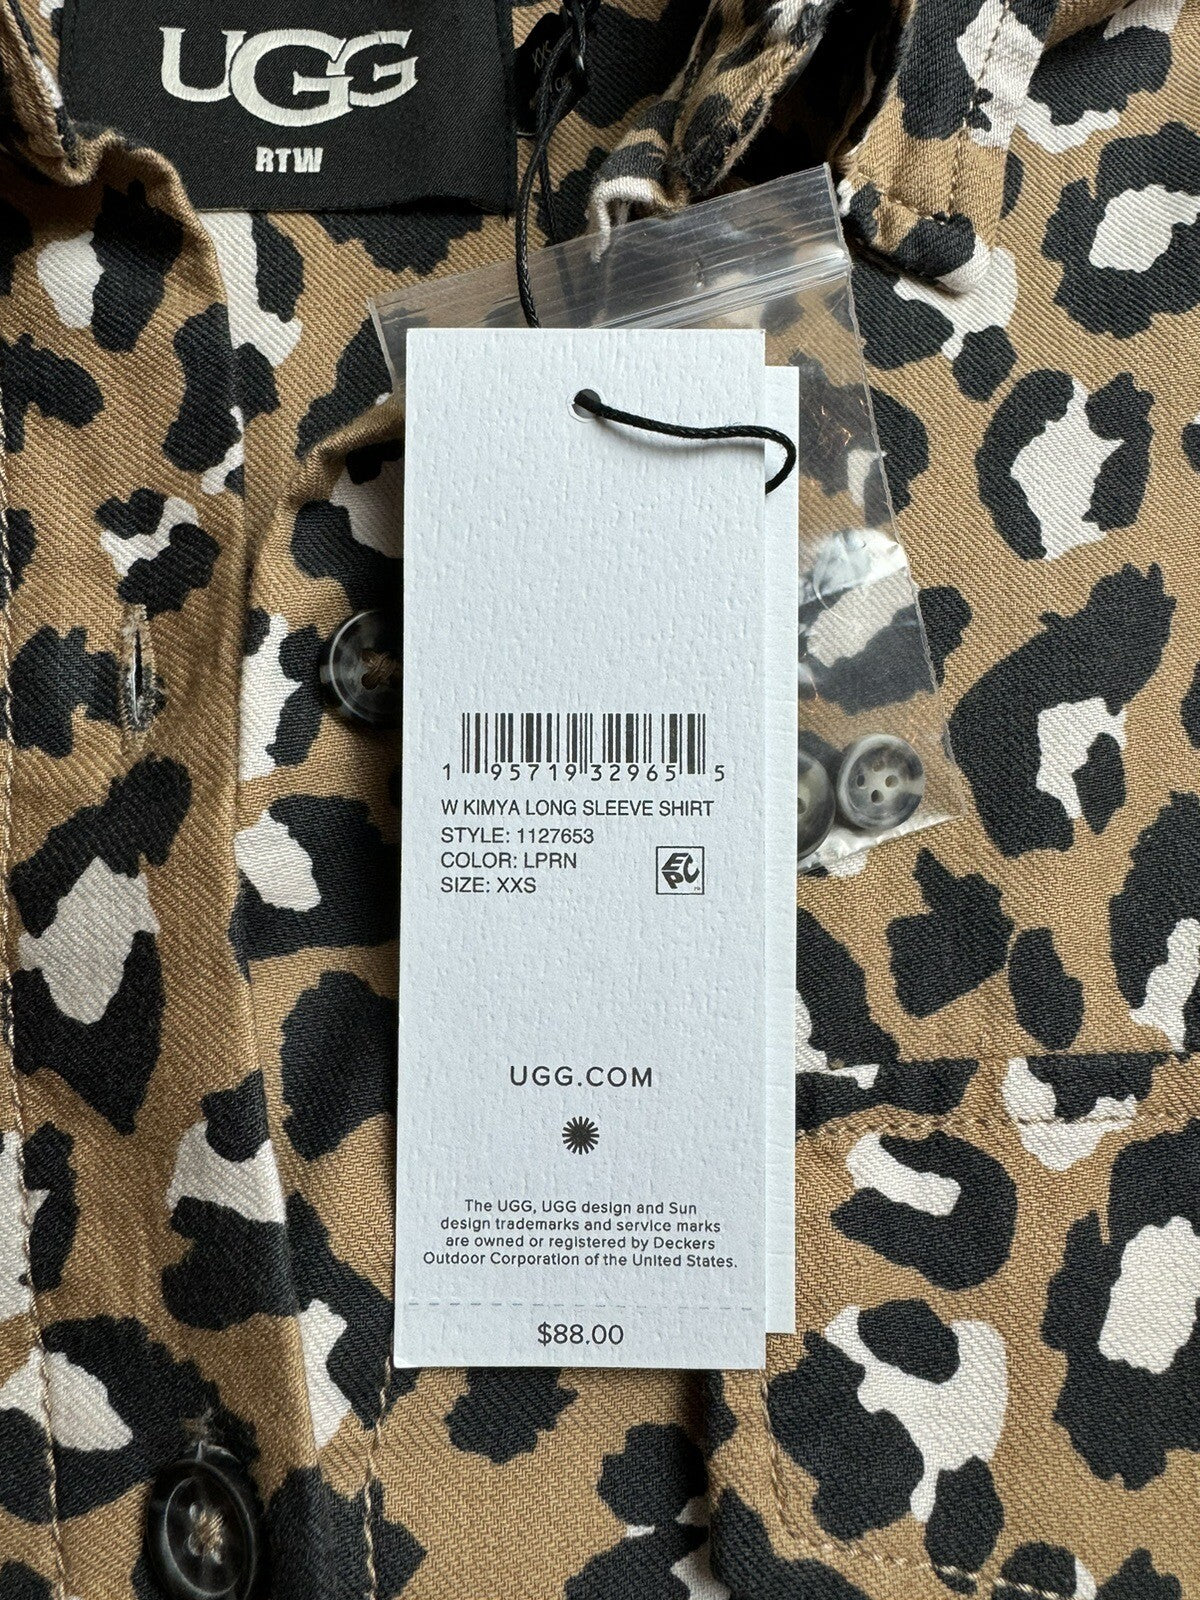 UGG
RTW
XXS
1 95719 32965 5
W KIMYA LONG SLEEVE SHIRT
STYLE: 1127653
COLOR: LPRN
SIZE: XXS
UGG.COM
The UGG, UGG design and Sun
design trademarks and service marks
are owned or registered by Deckers
Outdoor Corporation of the United States.
$88.00